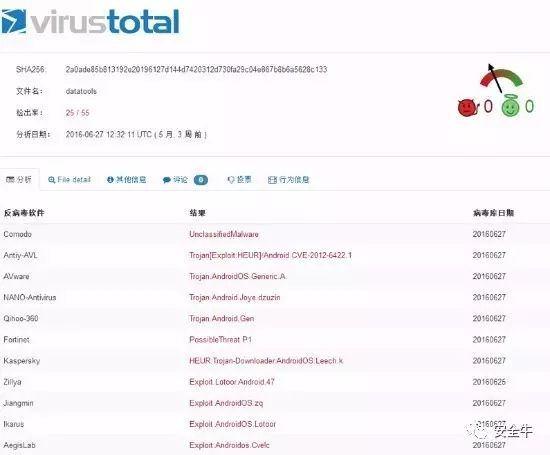 virustotal
SHA256: 2a0ade85b813192e20196127d144d7420312d730fa29c04e867b8b6a5628c133
文件名： datatools
检出率： 25 / 55
分析日期： 2016-06-27 12:32:11 UTC ( 5 月, 3 周 前 )
0 0
分析 File detail 其他信息 评论 0 投票 行为信息
反病毒软件 结果 病毒库日期
Comodo UnclassifiedMalware 20160627
Antiy-AVL Trojan[Exploit:HEUR]/Android.CVE-2012-6422.1 20160627
AVware Trojan.AndroidOS.Generic.A 20160627
NANO-Antivirus Trojan.Android.Joye.dzuzin 20160627
Qihoo-360 Trojan.Android.Gen 20160627
Fortinet PossibleThreat.P1 20160627
Kaspersky HEUR:Trojan-Downloader.AndroidOS.Leech.k 20160627
Zillya Exploit.Lotoor.Android.47 20160625
Jiangmin Exploit.AndroidOS.zq 20160627
Ikarus Exploit.AndroidOS.Lotoor 20160627
AegisLab Exploit.Androidos.Cve!c 20160627
安全牛